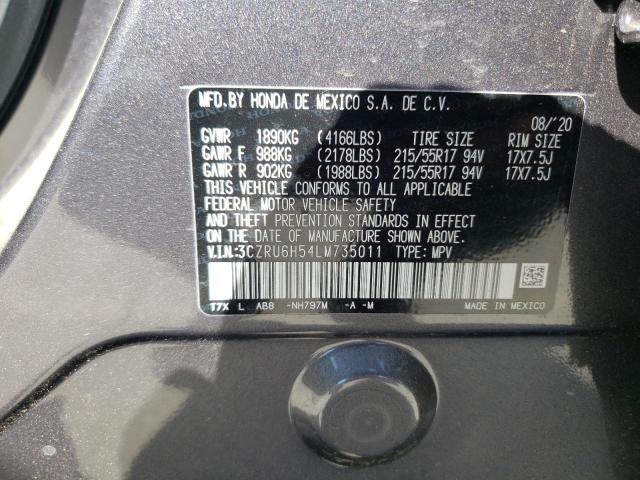 MFD.BY HONDA DE MEXICO S.A. DE C.V.
08/'20
GVWR 1890KG (4166LBS) TIRE SIZE RIM SIZE
GAWR F 988KG (2178LBS) 215/55R17 94V 17X7.5J
GAWR R 902KG (1988LBS) 215/55R17 94V 17X7.5J
THIS VEHICLE CONFORMS TO ALL APPLICABLE
FEDERAL MOTOR VEHICLE SAFETY
AND THEFT PREVENTION STANDARDS IN EFFECT
ON THE DATE OF MANUFACTURE SHOWN ABOVE.
V.I.N:3CZRU6H54LM735011 TYPE: MPV
17X L AB8 -NH797M -A -M MADE IN MEXICO